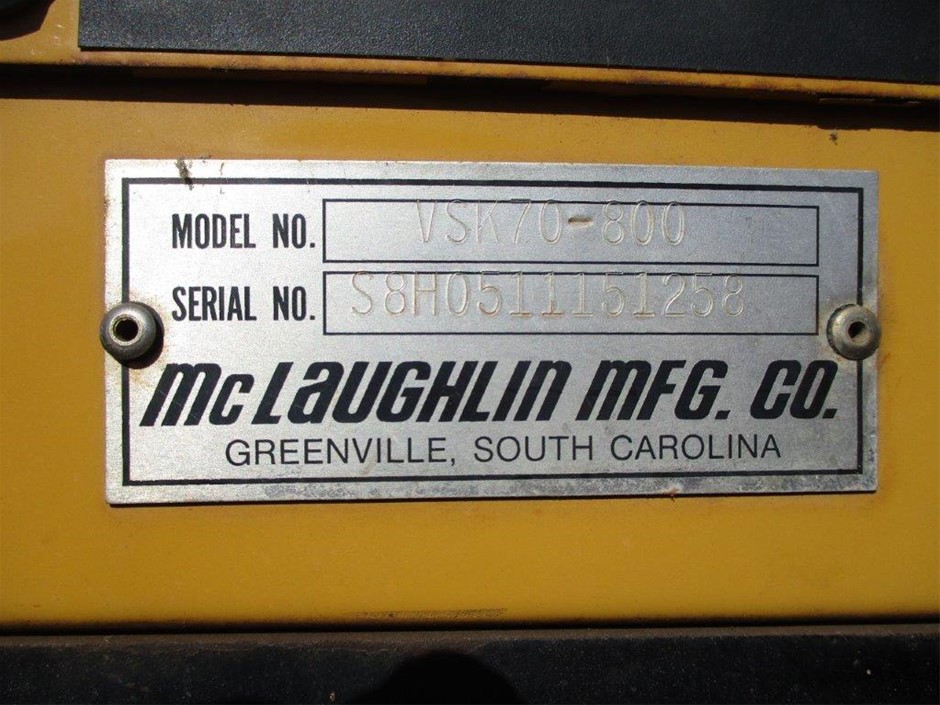 MODEL NO. VSK70-800
SERIAL NO. S8H0511151258
McLaughlin MFG. CO.
GREENVILLE, SOUTH CAROLINA